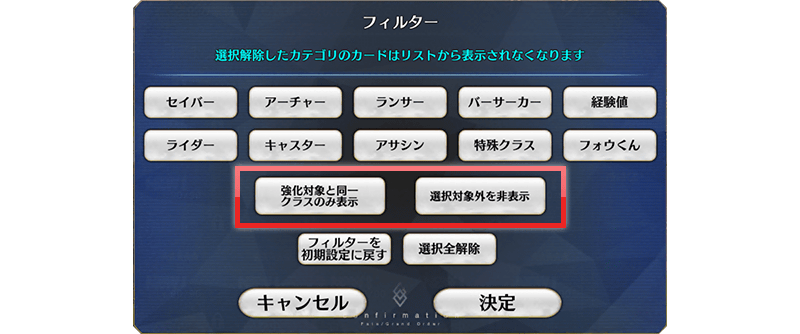 フィルター
選択解除したカテゴリのカードはリストから表示されなくなります
セイバー アーチャー ランサー バーサーカー 経験値
ライダー キャスター アサシン 特殊クラス フォウくん
強化対象と同一
クラスのみ表示
選択対象外を非表示
フィルターを
初期設定に戻す
選択全解除
キャンセル 決定
Fate/Grand Order